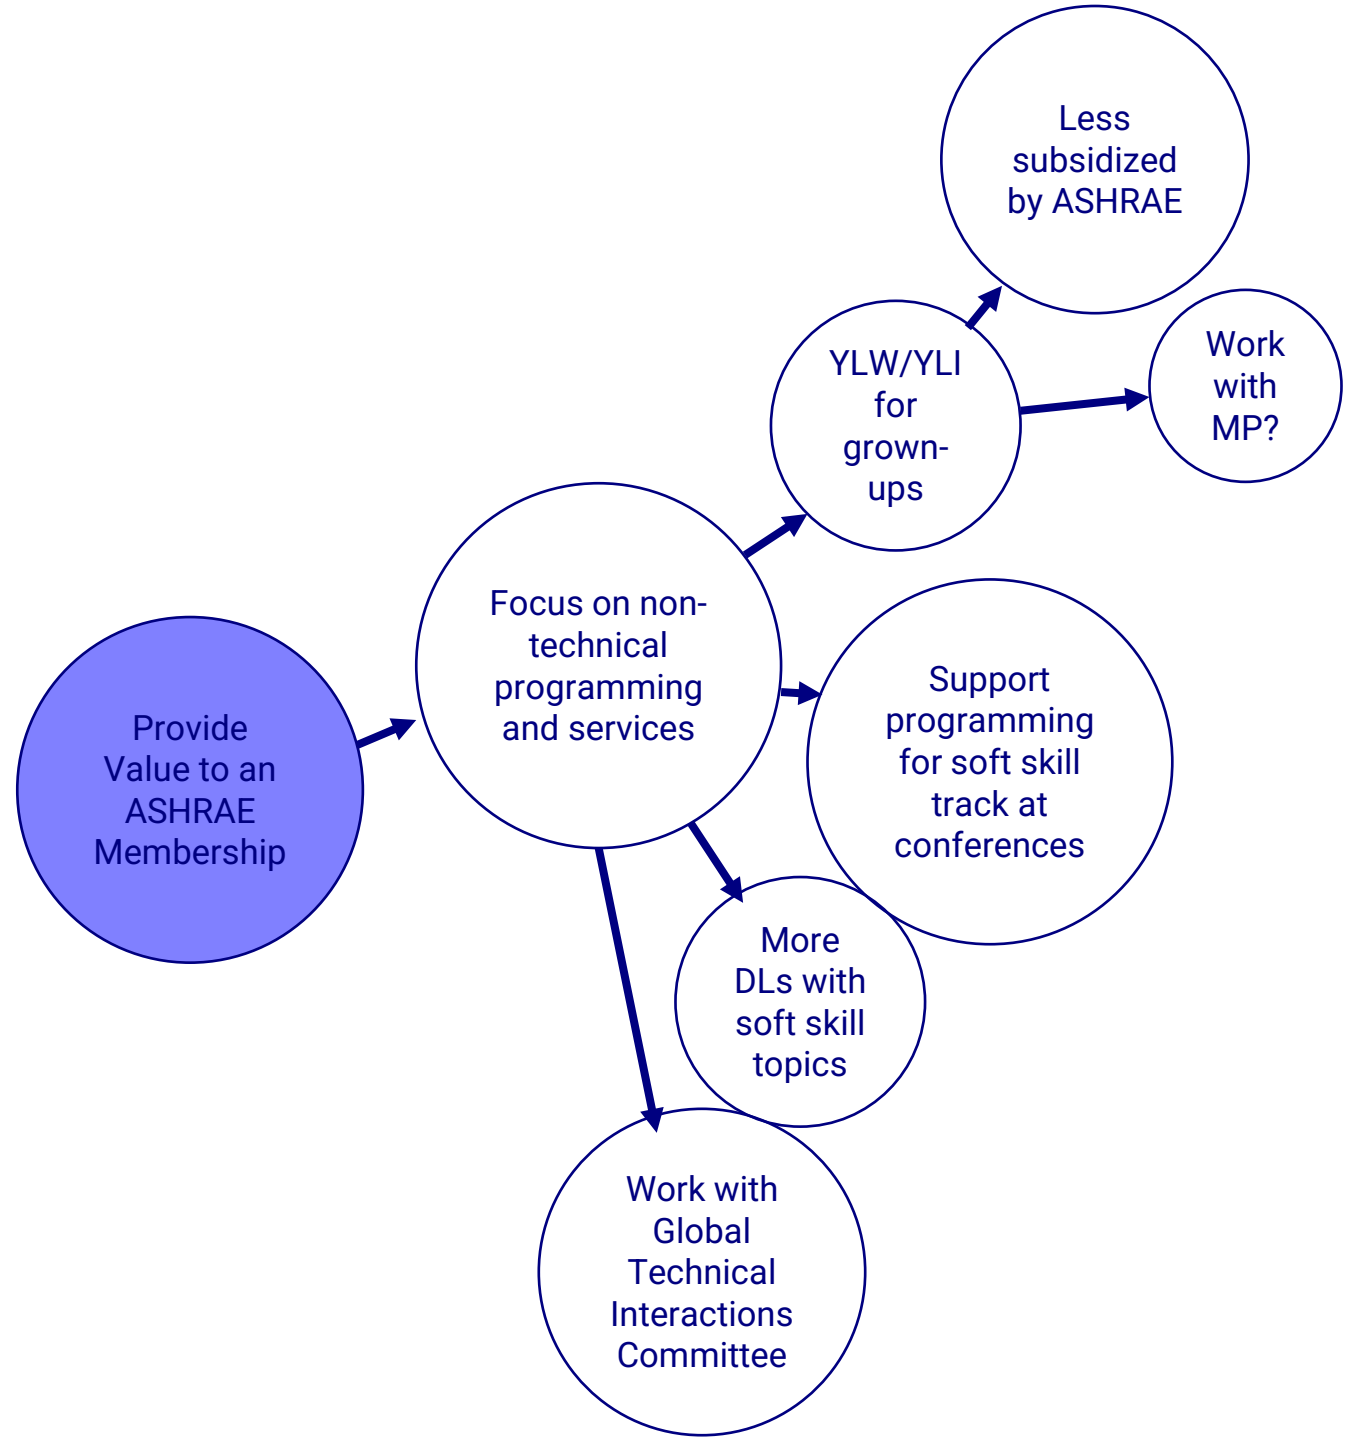 Less
subsidized
by ASHRAE
Work
with
MP?
YLW/YLI
for
grown-
ups
Focus on non-
technical
programming
and services
Support
programming
for soft skill
track at
conferences
Provide
Value to an
ASHRAE
Membership
More
DLs with
soft skill
topics
Work with
Global
Technical
Interactions
Committee